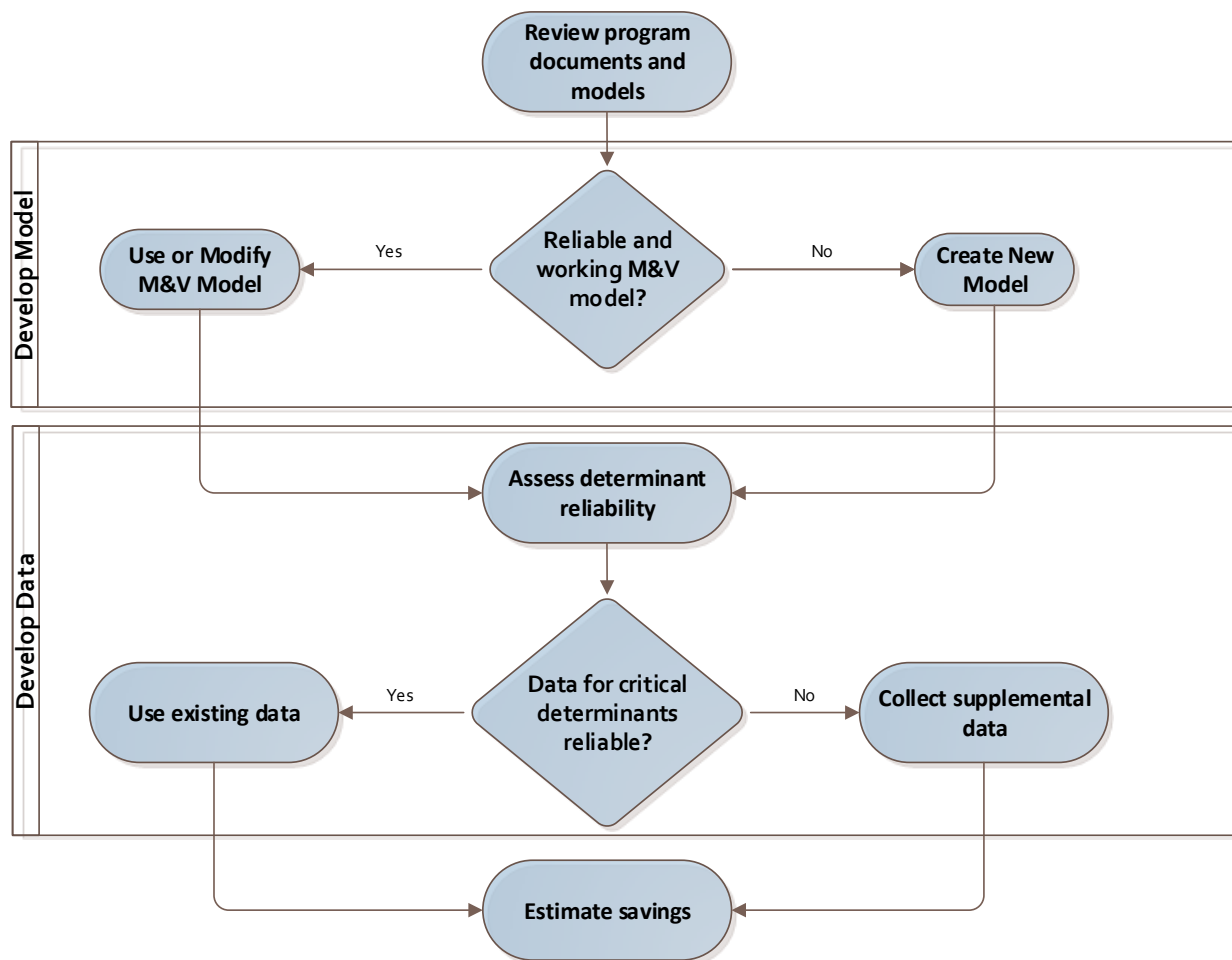 Review program
documents and
models
Develop Model
Reliable and
working M&V
model?
Yes
No
Use or Modify
M&V Model
Create New
Model
Develop Data
Assess determinant
reliability
Data for critical
determinants
reliable?
Yes
No
Use existing data
Collect supplemental
data
Estimate savings